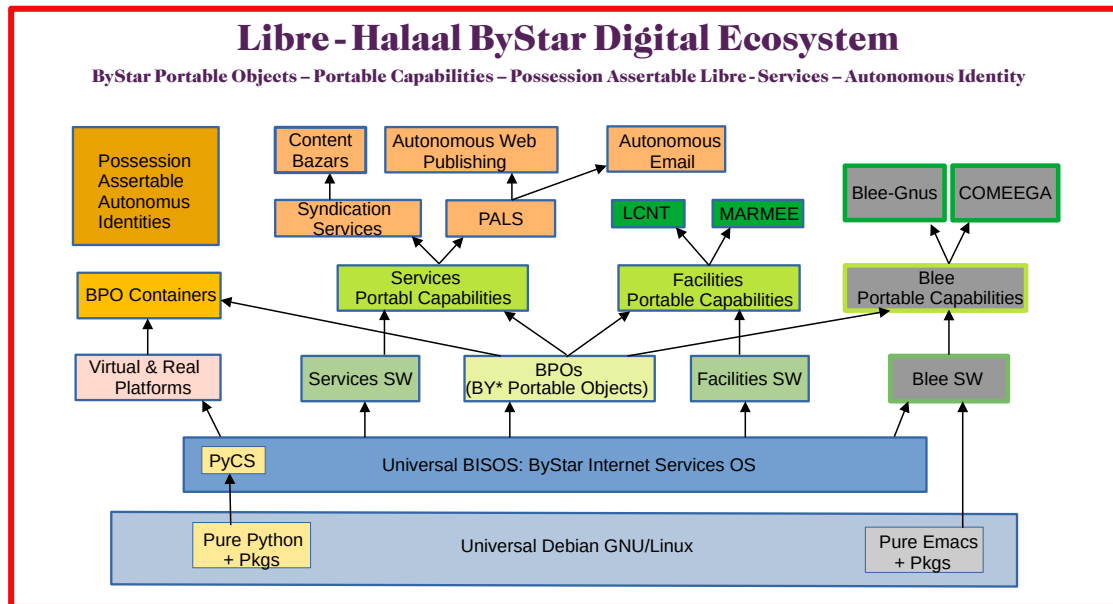 Libre-Halaal ByStar Digital Ecosystem
ByStar Portable Objects – Portable Capabilities – Possession Assertable Libre-Services – Autonomous Identity
Possession
Assertable
Autonomus
Identities
Content
Bazars
Autonomous Web
Publishing
Autonomous
Email
Blee-Gnus
COMEEGA
Syndication
Services
PALS
LCNT
MARMEE
BPO Containers
Services
Portabl Capabilities
Facilities
Portable Capabilities
Blee
Portable Capabilities
Virtual & Real
Platforms
Services SW
BPOs
(BY* Portable Objects)
Facilities SW
Blee SW
PyCS
Universal BISOS: ByStar Internet Services OS
Pure Python
+ Pkgs
Universal Debian GNU/Linux
Pure Emacs
+ Pkgs